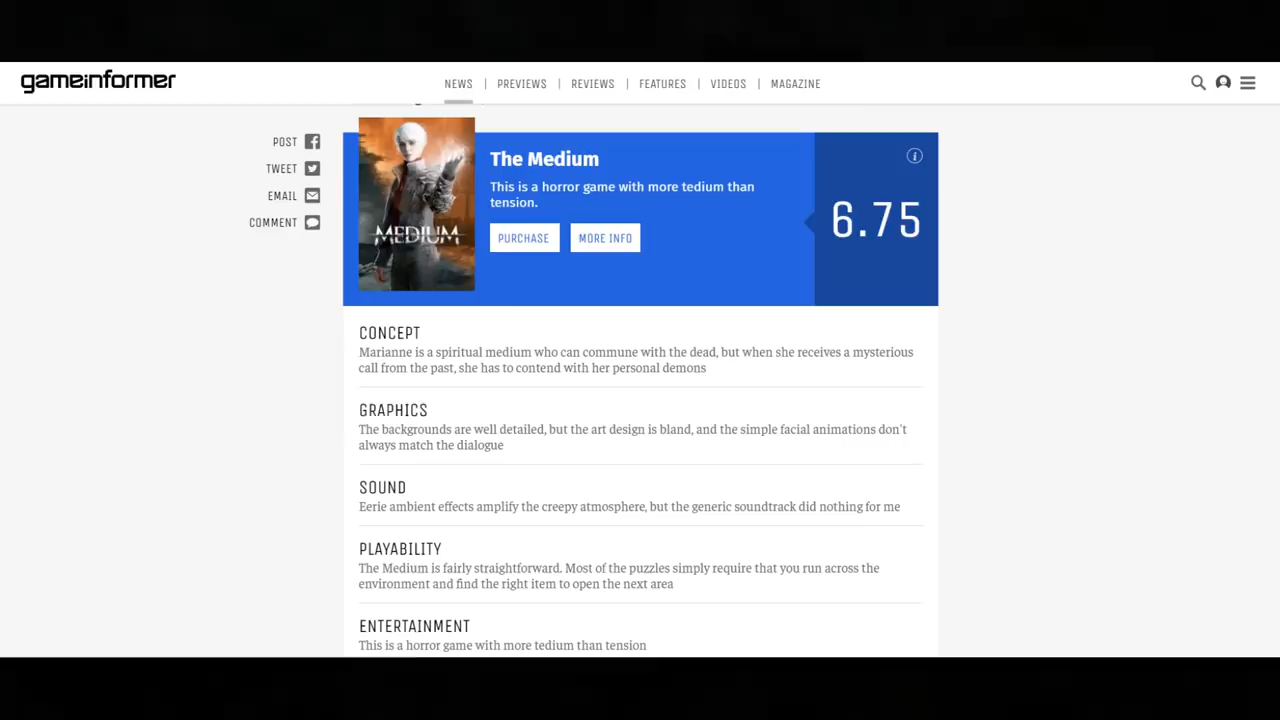 gameinformer
NEWS | PREVIEWS | REVIEWS | FEATURES | VIDEOS | MAGAZINE
POST
TWEET
EMAIL
COMMENT
MEDIUM
The Medium
This is a horror game with more tedium than
tension.
PURCHASE
MORE INFO
i
6.75
CONCEPT
Marianne is a spiritual medium who can commune with the dead, but when she receives a mysterious
call from the past, she has to contend with her personal demons
GRAPHICS
The backgrounds are well detailed, but the art design is bland, and the simple facial animations don't
always match the dialogue
SOUND
Eerie ambient effects amplify the creepy atmosphere, but the generic soundtrack did nothing for me
PLAYABILITY
The Medium is fairly straightforward. Most of the puzzles simply require that you run across the
environment and find the right item to open the next area
ENTERTAINMENT
This is a horror game with more tedium than tension